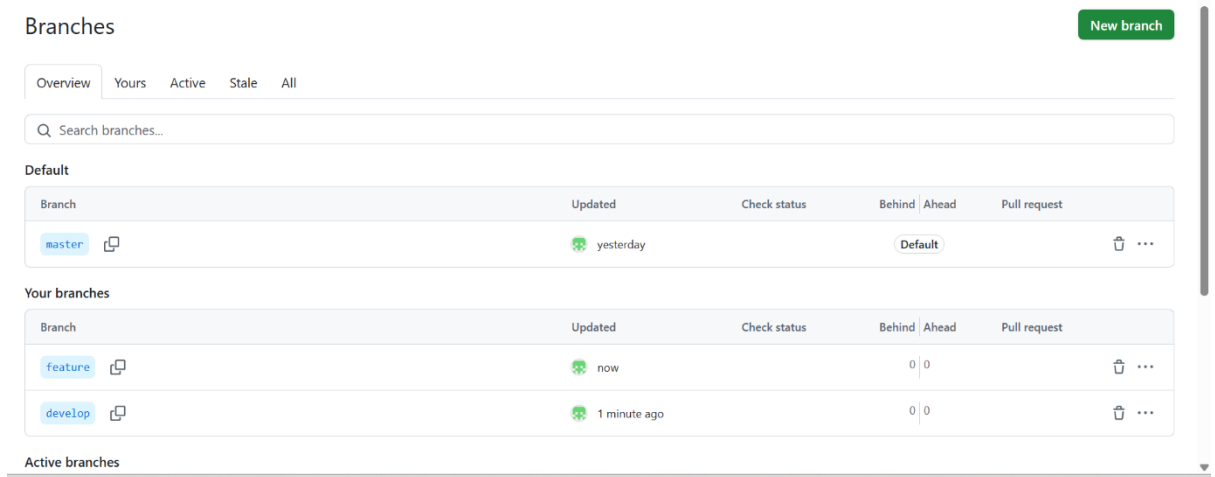 Branches
New branch
Overview Yours Active Stale All
Search branches...
Default
Branch Updated Check status Behind Ahead Pull request
master yesterday Default
Your branches
Branch Updated Check status Behind Ahead Pull request
feature now 0 0
develop 1 minute ago 0 0
Active branches